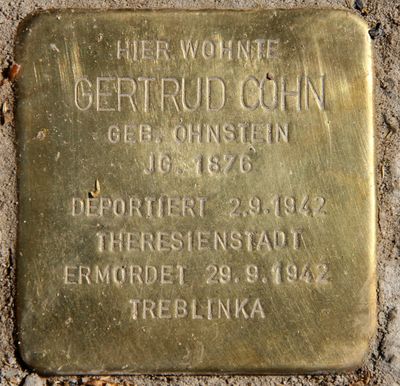 HIER WOHNTE
GERTRUD COHN
GEB. OHNSTEIN
JG. 1876
DEPORTIERT 2.9.1942
THERESIENSTADT
ERMORDET 29.9.1942
TREBLINKA